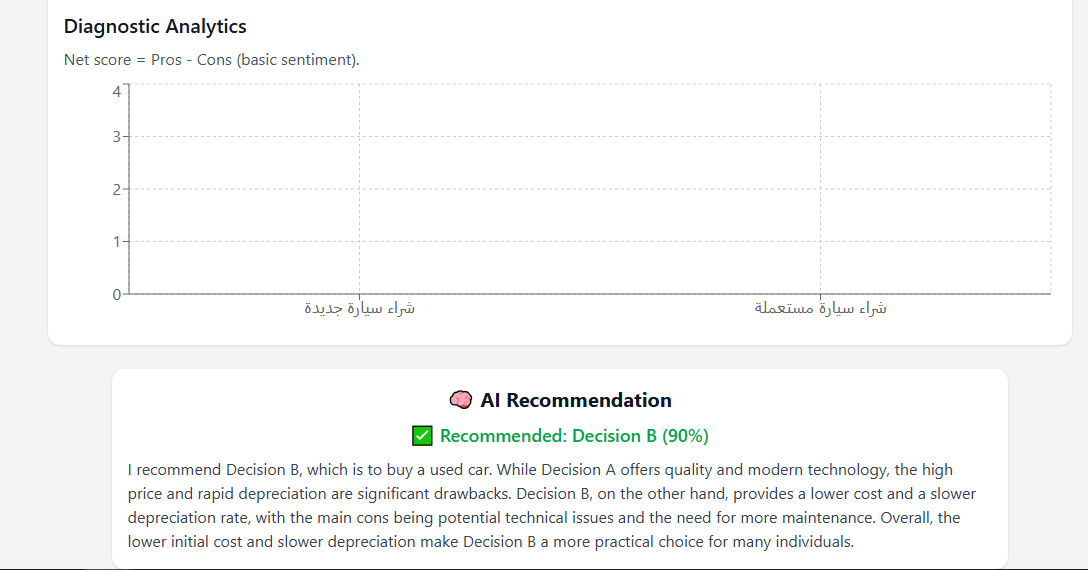 Diagnostic Analytics
Net score = Pros - Cons (basic sentiment).
4
3
2
1
0
شراء سيارة جديدة
شراء سيارة مستعملة
🧠 AI Recommendation
✅ Recommended: Decision B (90%)
I recommend Decision B, which is to buy a used car. While Decision A offers quality and modern technology, the high
price and rapid depreciation are significant drawbacks. Decision B, on the other hand, provides a lower cost and a slower
depreciation rate, with the main cons being potential technical issues and the need for more maintenance. Overall, the
lower initial cost and slower depreciation make Decision B a more practical choice for many individuals.